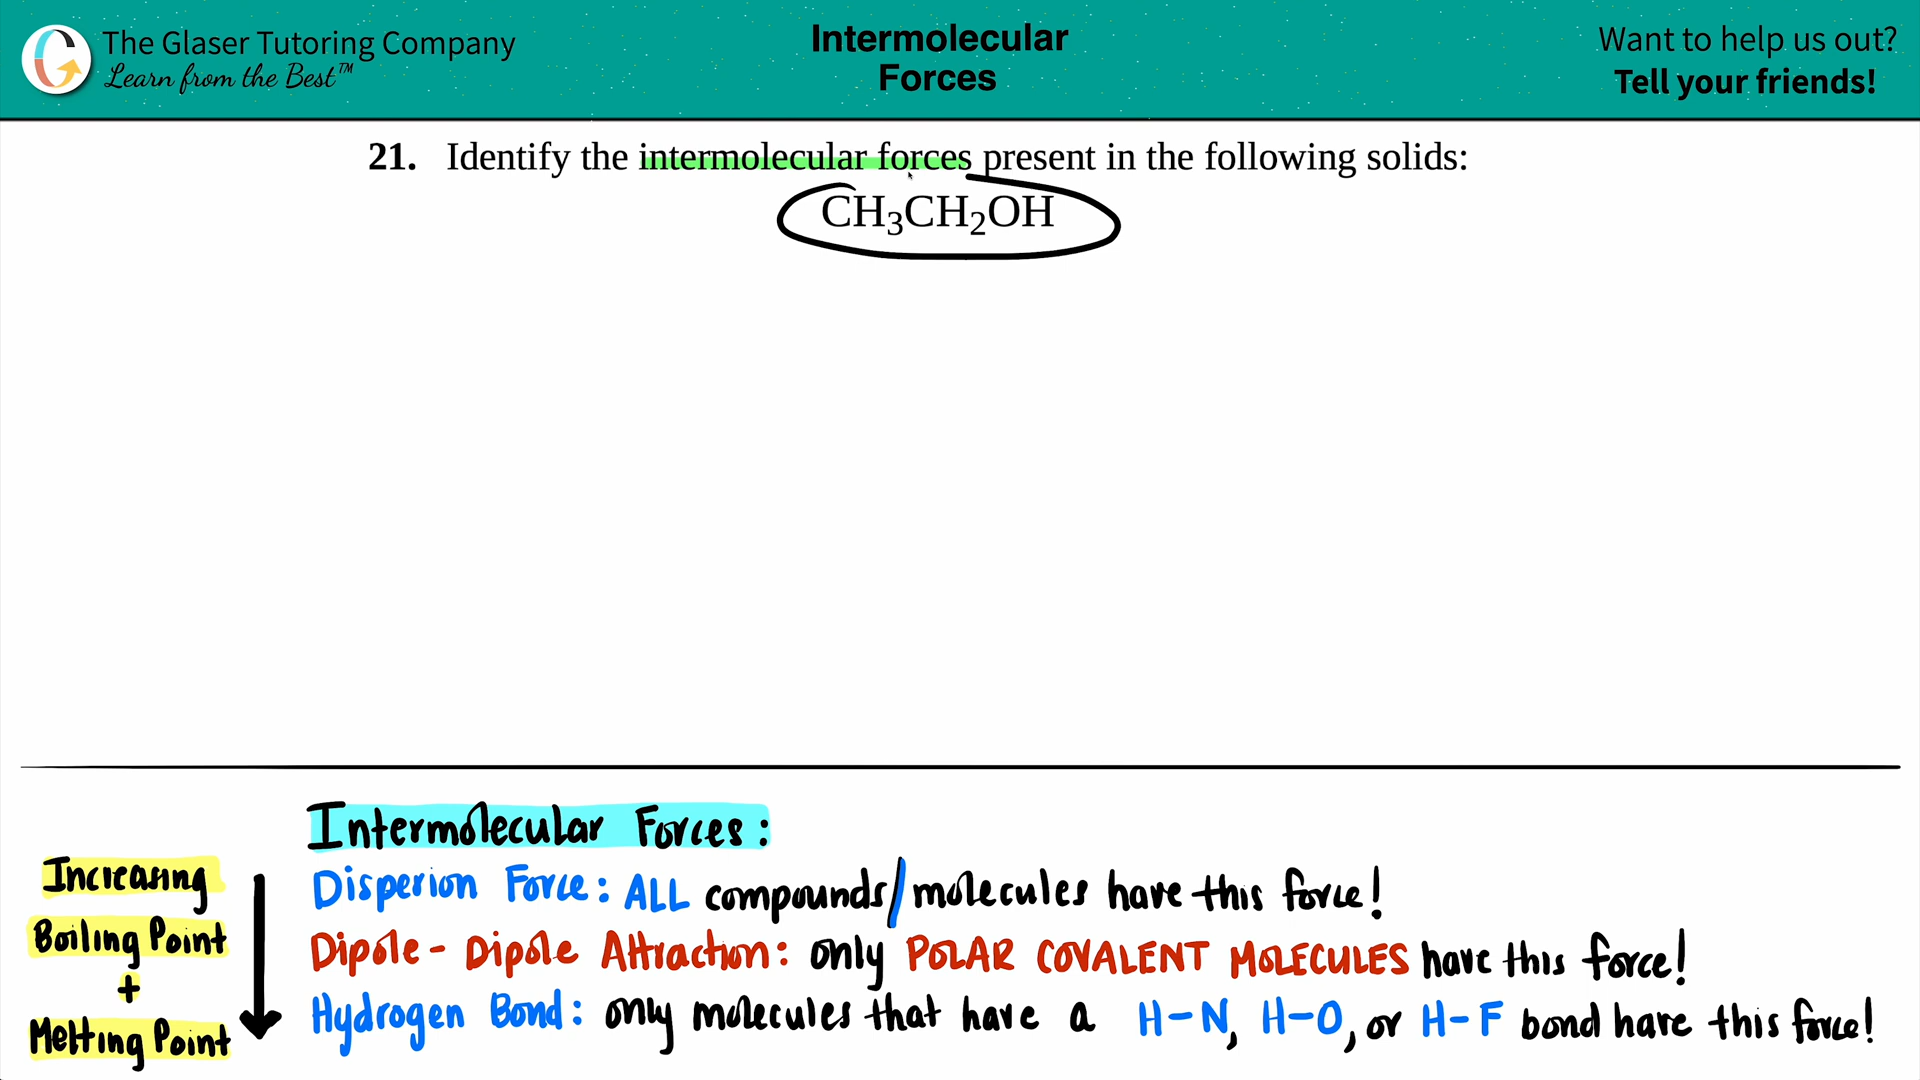 The Glaser Tutoring Company
Learn from the Best™
Intermolecular
Forces
Want to help us out?
Tell your friends!
21. Identify the intermolecular forces present in the following solids:
CH₃CH₂OH
Intermolecular Forces:
Increasing
Boiling Point
+
Melting Point
Disperion Force: ALL compounds/molecules have this force!
Dipole-Dipole Attraction: only POLAR COVALENT MOLECULES have this force!
Hydrogen Bond: only molecules that have a H-N, H-O, or H-F bond have this force!